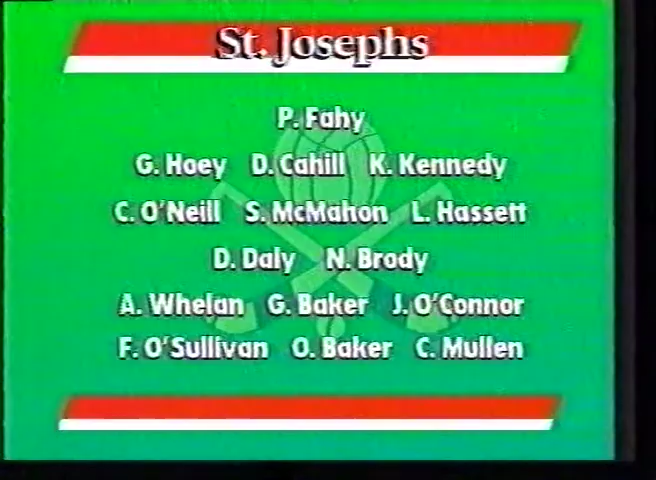 St. Josephs
P. Fahy
G. Hoey D. Cahill K. Kennedy
C. O'Neill S. McMahon L. Hassett
D. Daly N. Brody
A. Whelan G. Baker J. O'Connor
F. O'Sullivan O. Baker C. Mullen